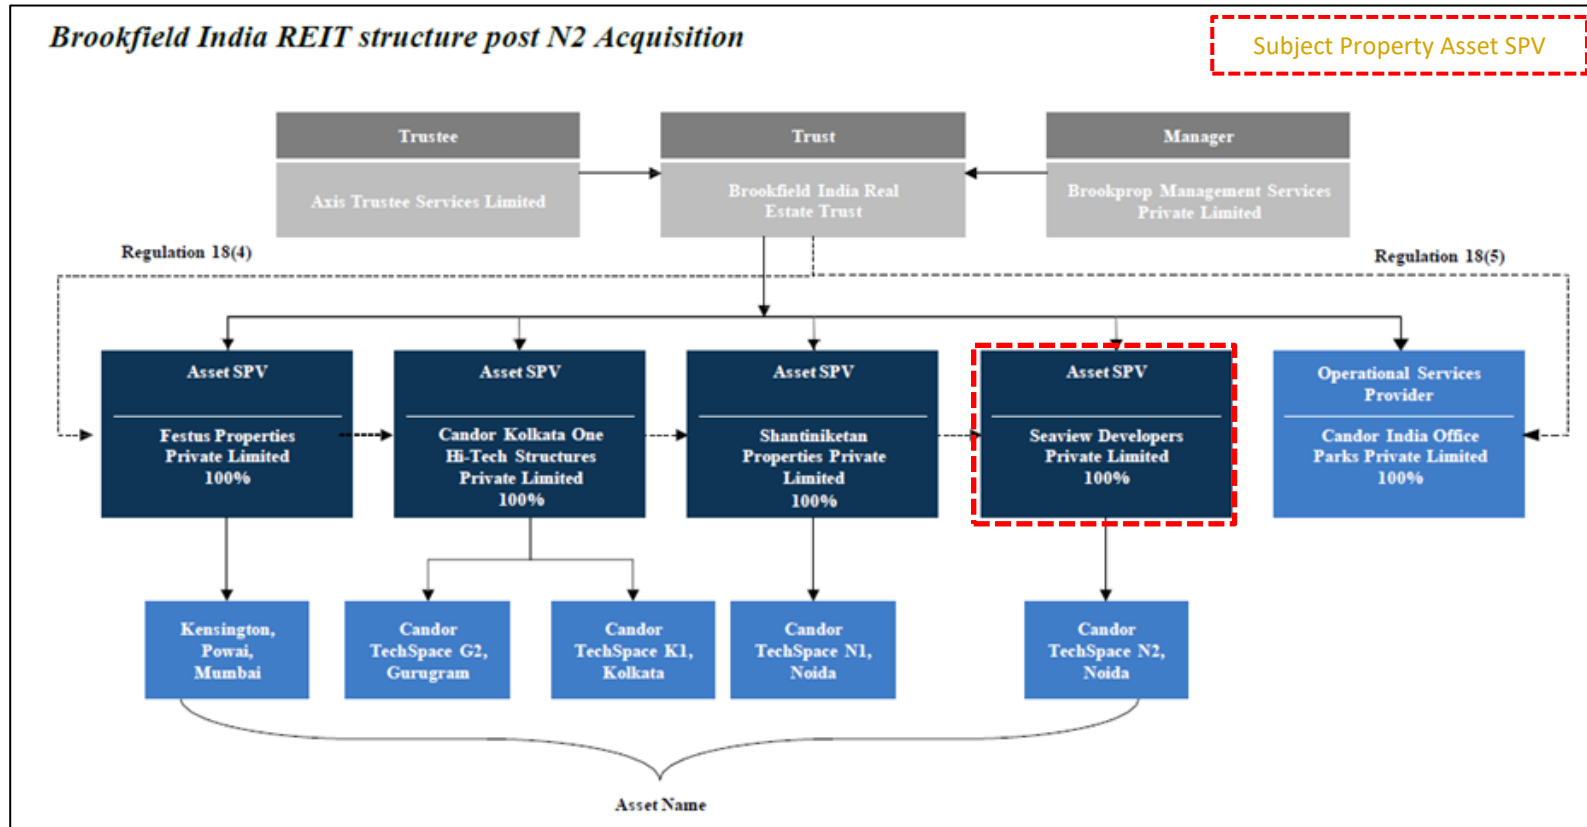 Brookfield India REIT structure post N2 Acquisition
Subject Property Asset SPV
Trustee
Axis Trustee Services Limited
Trust
Brookfield India Real
Estate Trust
Manager
Brookprop Management Services
Private Limited
Regulation 18(4)
Regulation 18(5)
Asset SPV
Festus Properties
Private Limited
100%
Asset SPV
Candor Kolkata One
Hi-Tech Structures
Private Limited
100%
Asset SPV
Shantiniketan
Properties Private
Limited
100%
Asset SPV
Seaview Developers
Private Limited
100%
Operational Services
Provider
Candor India Office
Parks Private Limited
100%
Kensington,
Powai,
Mumbai
Candor
TechSpace G2,
Gurugram
Candor
TechSpace K1,
Kolkata
Candor
TechSpace N1,
Noida
Candor
TechSpace N2,
Noida
Asset Name